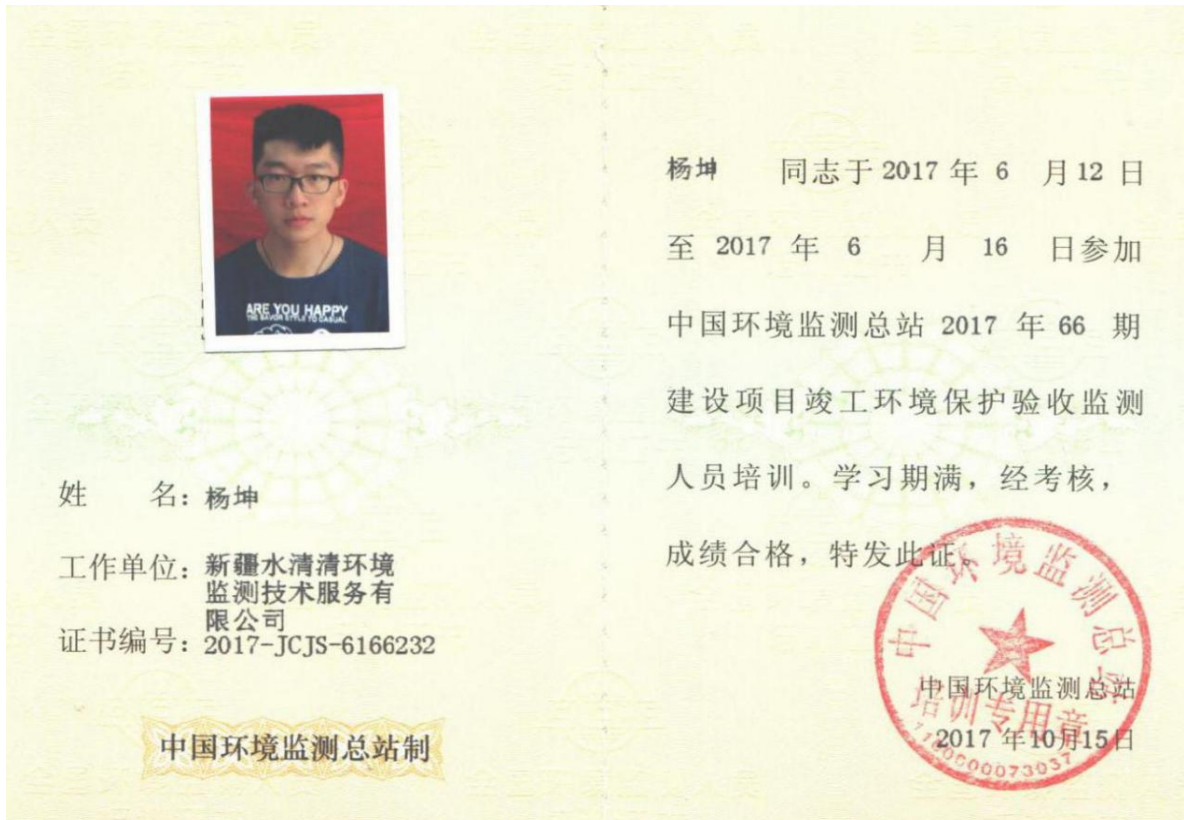 ARE YOU HAPPY
THE SAVOR STYLE TO CASUAL
姓 名：杨坤
工作单位：新疆水清清环境
监测技术服务有
限公司
证书编号：2017-JCJS-6166232
中国环境监测总站制
杨坤 同志于 2017 年 6 月 12 日
至 2017 年 6 月 16 日参加
中国环境监测总站 2017 年 66 期
建设项目竣工环境保护验收监测
人员培训。学习期满，经考核，
成绩合格，特发此证。
中国环境监测总站
2017 年10月15日
中国环境监测总站
培训专用章
1100000073037